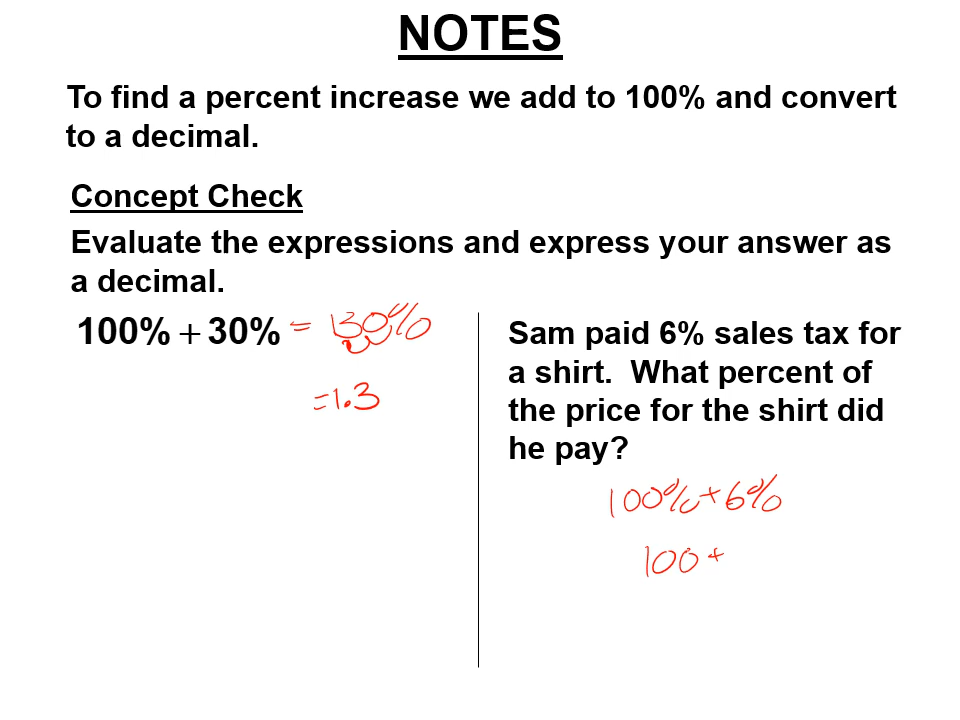 NOTES
To find a percent increase we add to 100% and convert
to a decimal.
Concept Check
Evaluate the expressions and express your answer as
a decimal.
100% + 30% = 130%
= 1.3
Sam paid 6% sales tax for
a shirt. What percent of
the price for the shirt did
he pay?
100% + 6%
100 +